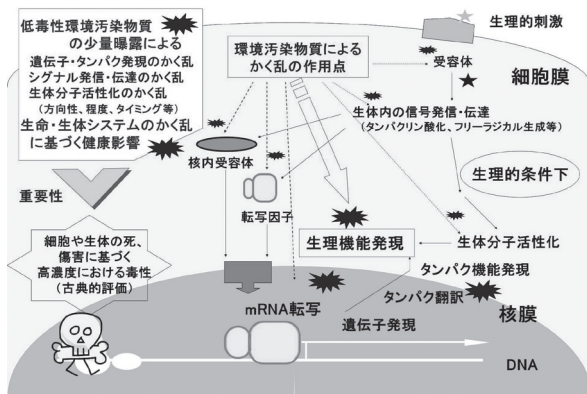 低毒性環境汚染物質
の少量曝露による
遺伝子・タンパク発現のかく乱
シグナル発信・伝達のかく乱
生体分子活性化のかく乱
(方向性、程度、タイミング等)
生命・生体システムのかく乱
に基づく健康影響
重要性
細胞や生体の死、
傷害に基づく
高濃度における毒性
(古典的評価)
環境汚染物質による
かく乱の作用点
生理的刺激
受容体
細胞膜
生体内の信号発信・伝達
(タンパクリン酸化、フリーラジカル生成等)
核内受容体
生理的条件下
転写因子
生理機能発現
生体分子活性化
タンパク機能発現
タンパク翻訳
核膜
mRNA転写
遺伝子発現
DNA